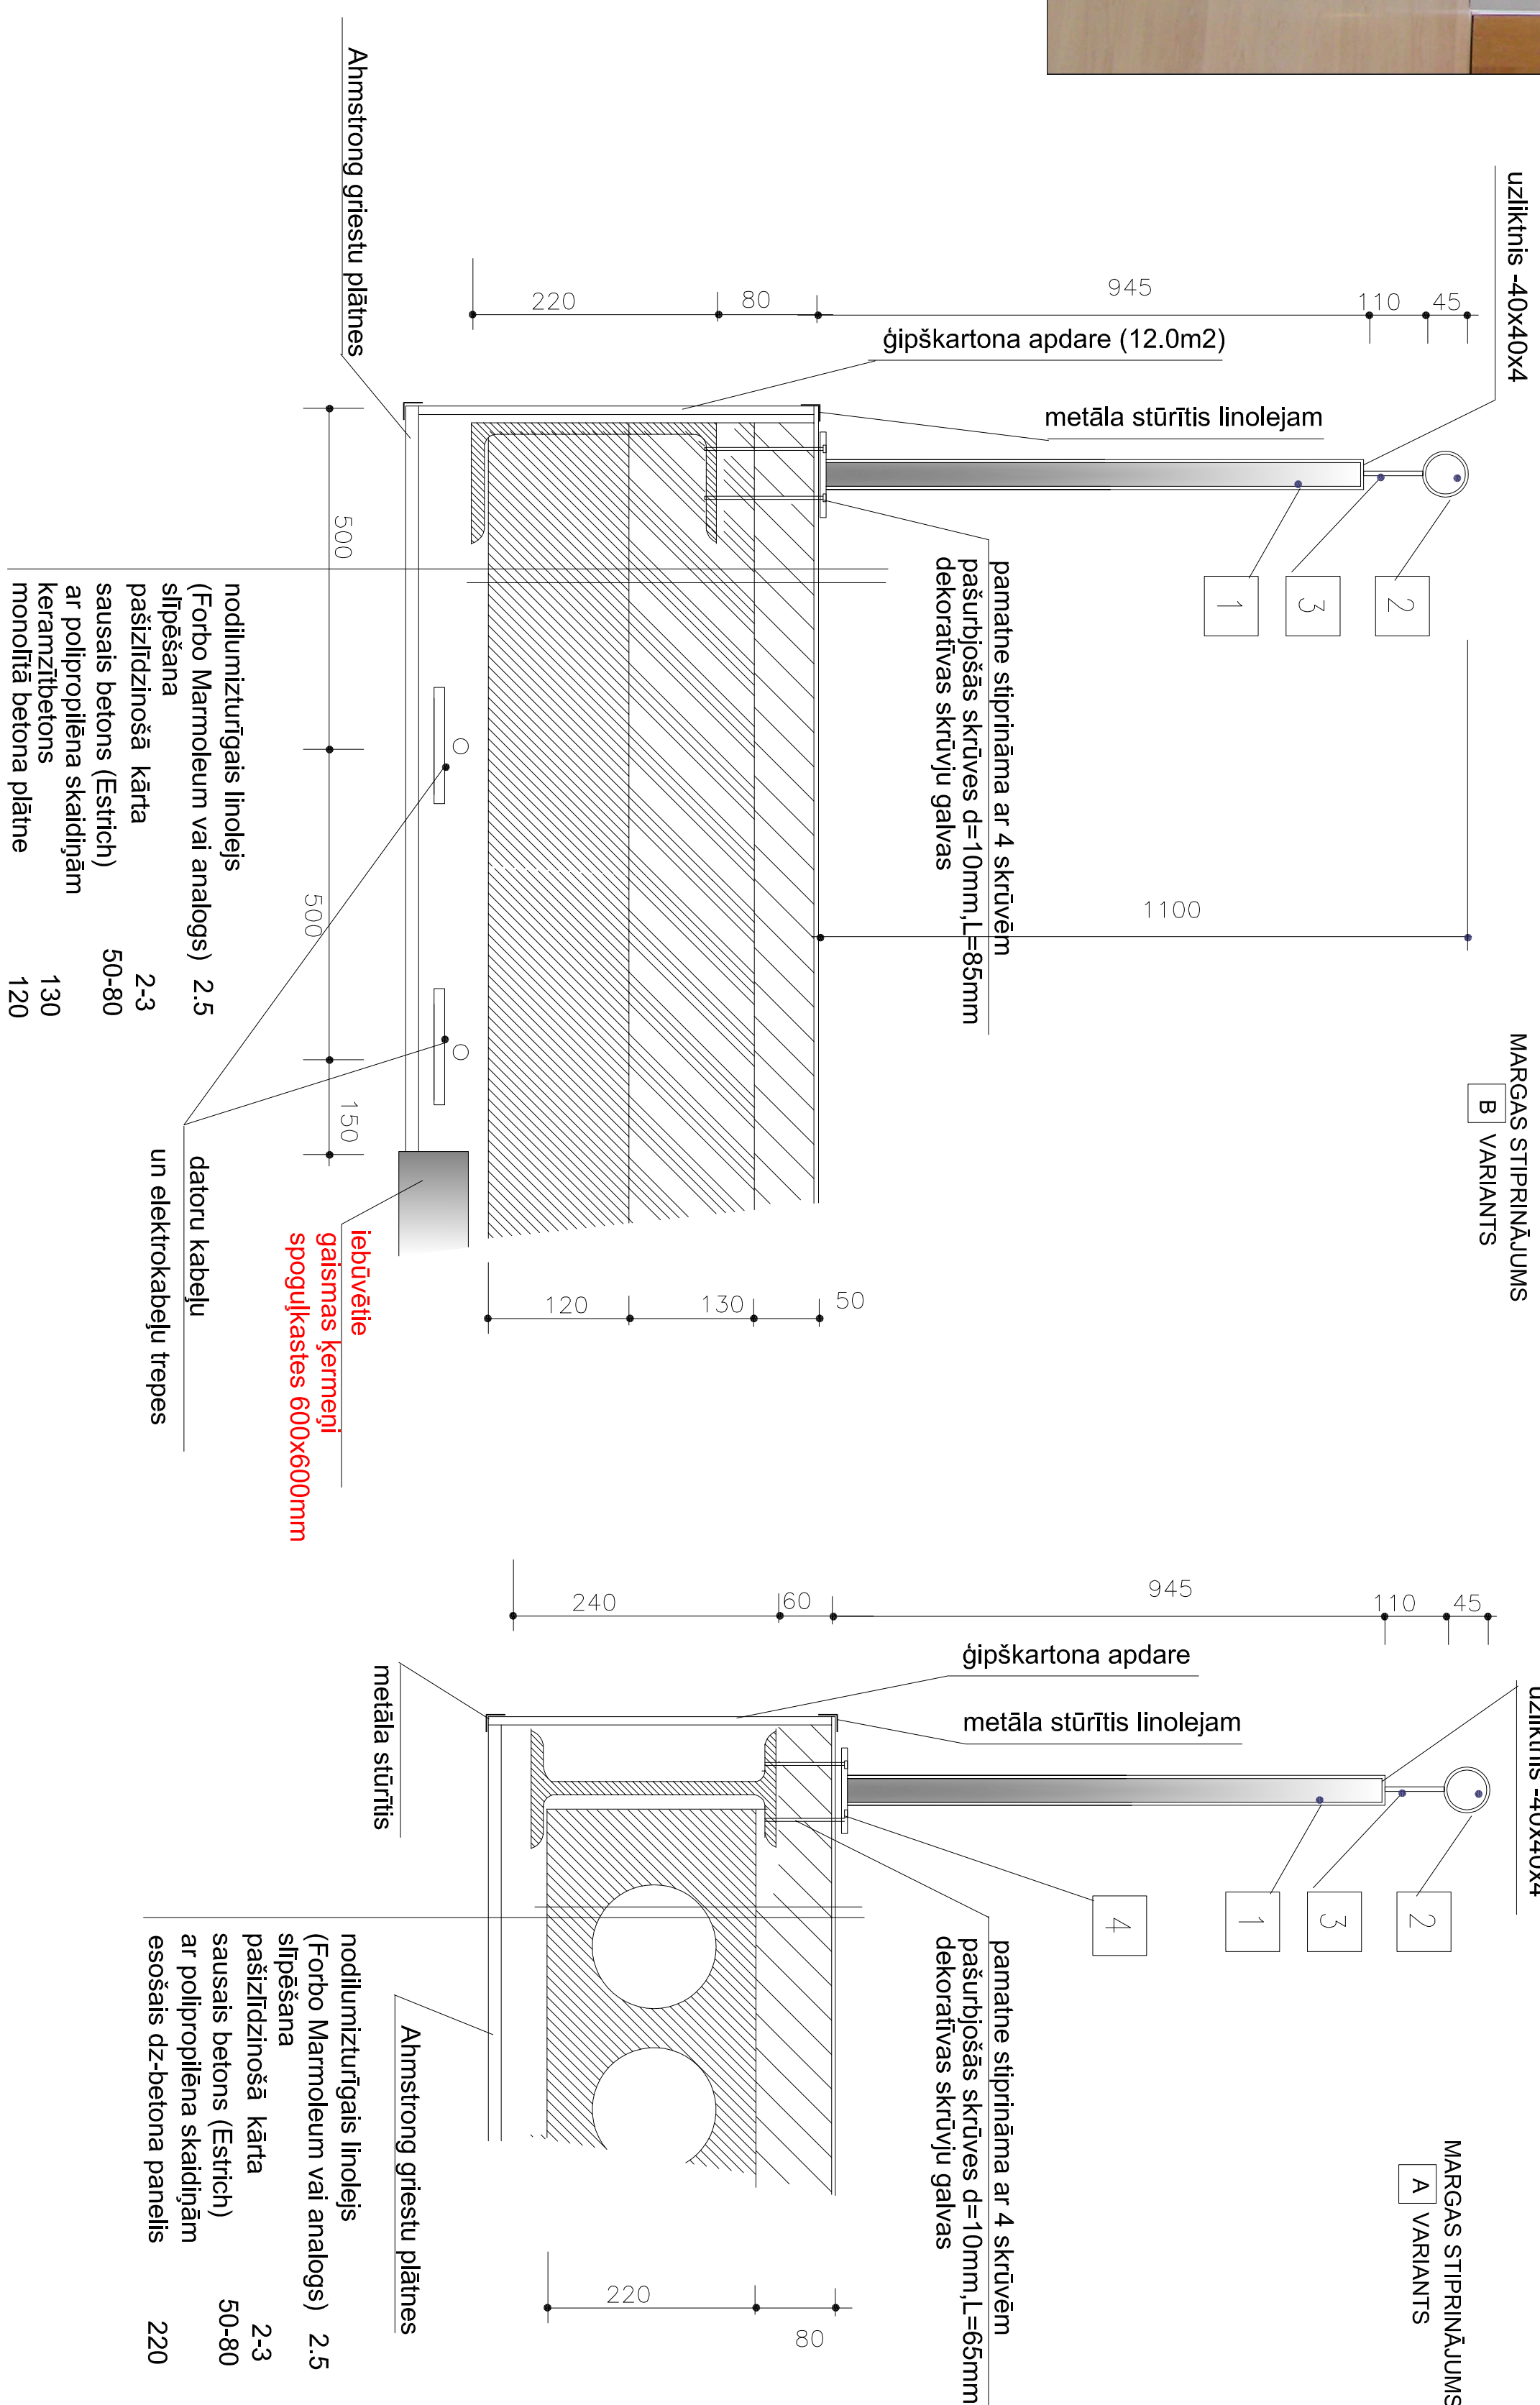 MARGAS STIPRINĀJUMS
B VARIANTS
uzliktnis -40x40x4
220
80
945
110
45
ģipškartona apdare (12.0m2)
metāla stūrītis linolejam
2
3
1
1100
pamatne stiprināma ar 4 skrūvēm
pašurbjošās skrūves d=10mm,L=85mm
dekoratīvas skrūvju galvas
Ahmstrong griestu plātnes
500
500
150
120
130
50
nodilumizturīgais linolejs
(Forbo Marmoleum vai analogs) 2.5
slīpēšana
pašizlīdzinošā kārta 2-3
sausais betons (Estrich) 50-80
ar polipropilēna skaidiņām
keramzītbetons 130
monolītā betona plātne 120
datoru kabeļu
un elektrokabeļu trepes
iebūvētie
gaismas ķermeņi
spoguļkastes 600x600mm
MARGAS STIPRINĀJUMS
A VARIANTS
uzliktnis -40x40x4
240
60
945
110
45
ģipškartona apdare
metāla stūrītis linolejam
2
3
1
4
pamatne stiprināma ar 4 skrūvēm
pašurbjošās skrūves d=10mm,L=65mm
dekoratīvas skrūvju galvas
metāla stūrītis
Ahmstrong griestu plātnes
220
80
nodilumizturīgais linolejs
(Forbo Marmoleum vai analogs) 2.5
slīpēšana
pašizlīdzinošā kārta 2-3
sausais betons (Estrich) 50-80
ar polipropilēna skaidiņām
esošais dz-betona panelis 220